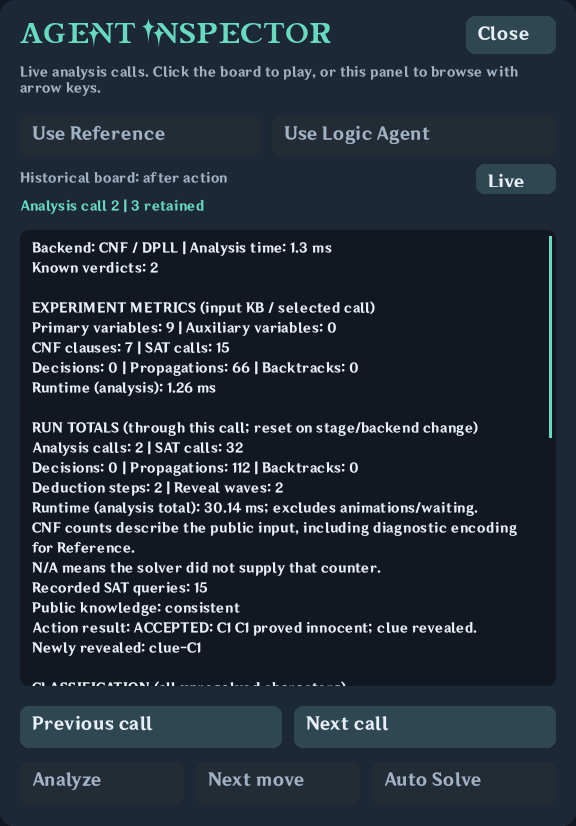 AGENT INSPECTOR
Close
Live analysis calls. Click the board to play, or this panel to browse with
arrow keys.
Use Reference
Use Logic Agent
Historical board: after action
Live
Analysis call 2 | 3 retained
Backend: CNF / DPLL | Analysis time: 1.3 ms
Known verdicts: 2
EXPERIMENT METRICS (input KB / selected call)
Primary variables: 9 | Auxiliary variables: 0
CNF clauses: 7 | SAT calls: 15
Decisions: 0 | Propagations: 66 | Backtracks: 0
Runtime (analysis): 1.26 ms
RUN TOTALS (through this call; reset on stage/backend change)
Analysis calls: 2 | SAT calls: 32
Decisions: 0 | Propagations: 112 | Backtracks: 0
Deduction steps: 2 | Reveal waves: 2
Runtime (analysis total): 30.14 ms; excludes animations/waiting.
CNF counts describe the public input, including diagnostic encoding
for Reference.
N/A means the solver did not supply that counter.
Recorded SAT queries: 15
Public knowledge: consistent
Action result: ACCEPTED: C1 C1 proved innocent; clue revealed.
Newly revealed: clue-C1
CLASSIFICATION (all unresolved characters)
Previous call
Next call
Analyze
Next move
Auto Solve